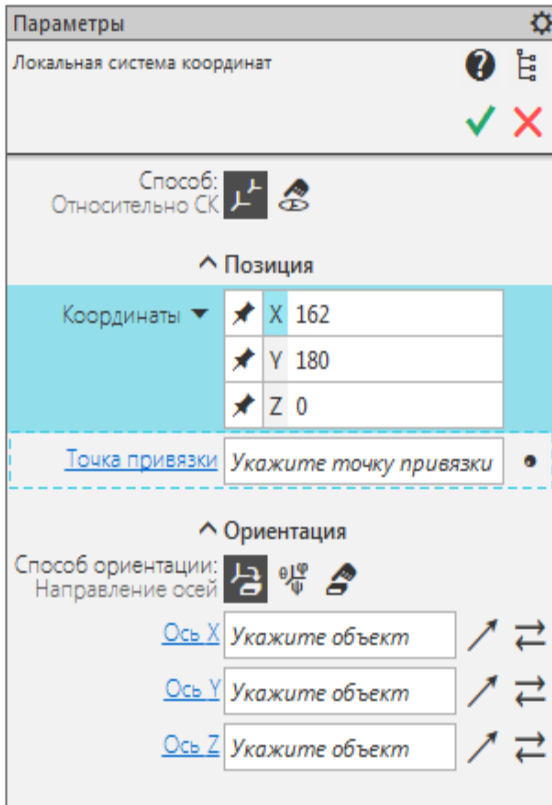 Параметры
Локальная система координат
Способ:
Относительно СК
Позиция
Координаты
X 162
Y 180
Z 0
Точка привязки Укажите точку привязки
Ориентация
Способ ориентации:
Направление осей
Ось X Укажите объект
Ось Y Укажите объект
Ось Z Укажите объект